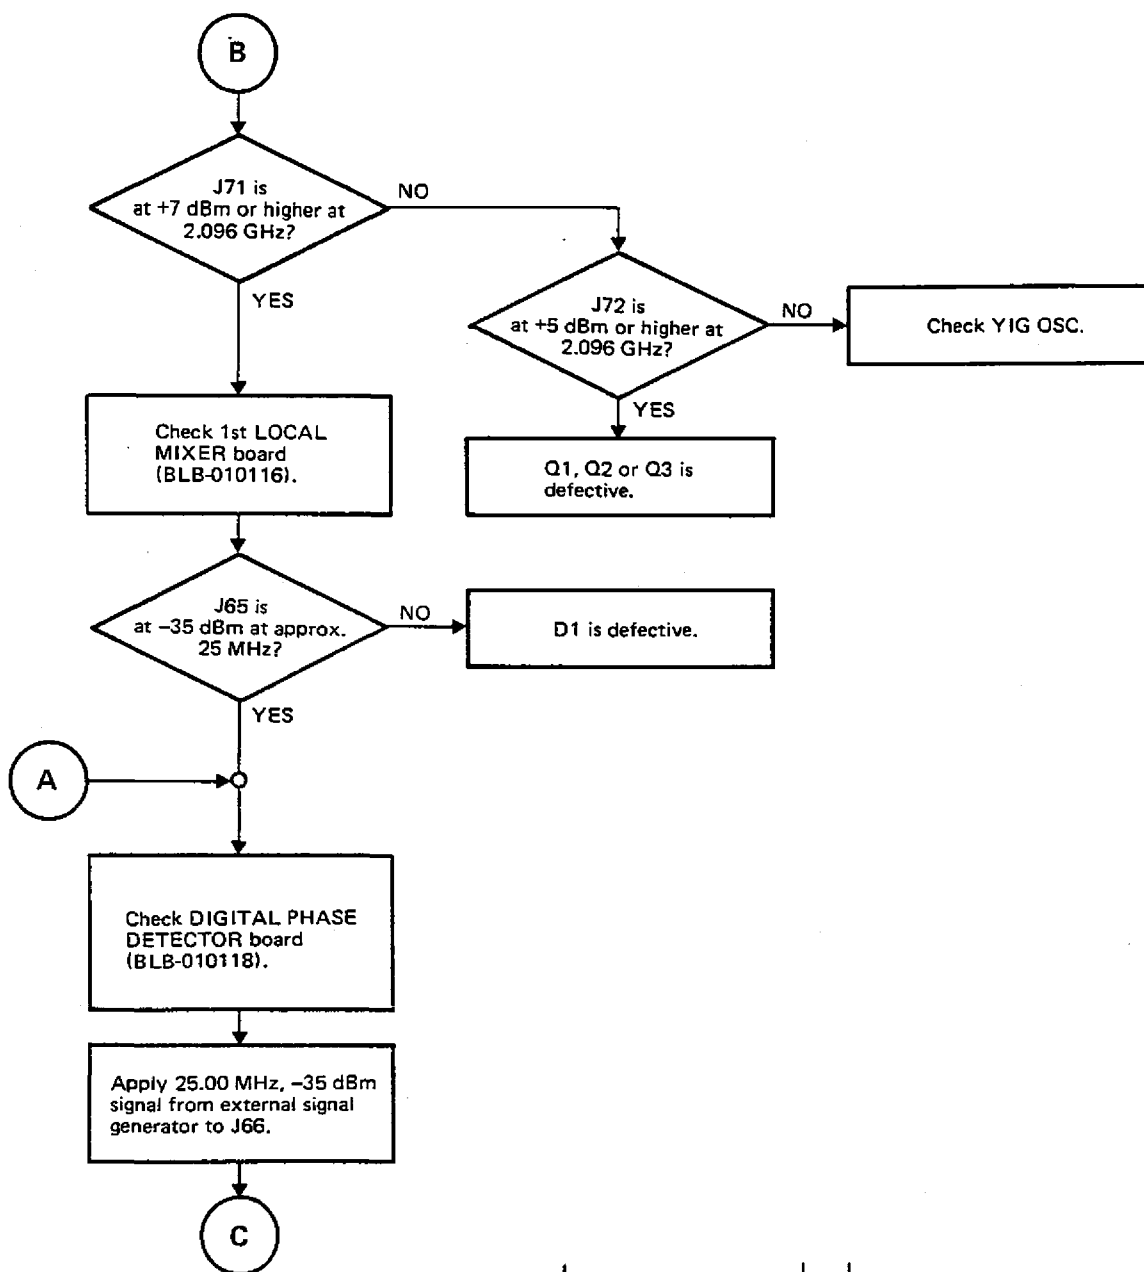 B
J71 is
at +7 dBm or higher at
2.096 GHz?
NO
YES
J72 is
at +5 dBm or higher at
2.096 GHz?
NO
Check YIG OSC.
YES
Q1, Q2 or Q3 is
defective.
Check 1st LOCAL
MIXER board
(BLB-010116).
J65 is
at –35 dBm at approx.
25 MHz?
NO
D1 is defective.
YES
A
Check DIGITAL PHASE
DETECTOR board
(BLB-010118).
Apply 25.00 MHz, –35 dBm
signal from external signal
generator to J66.
C